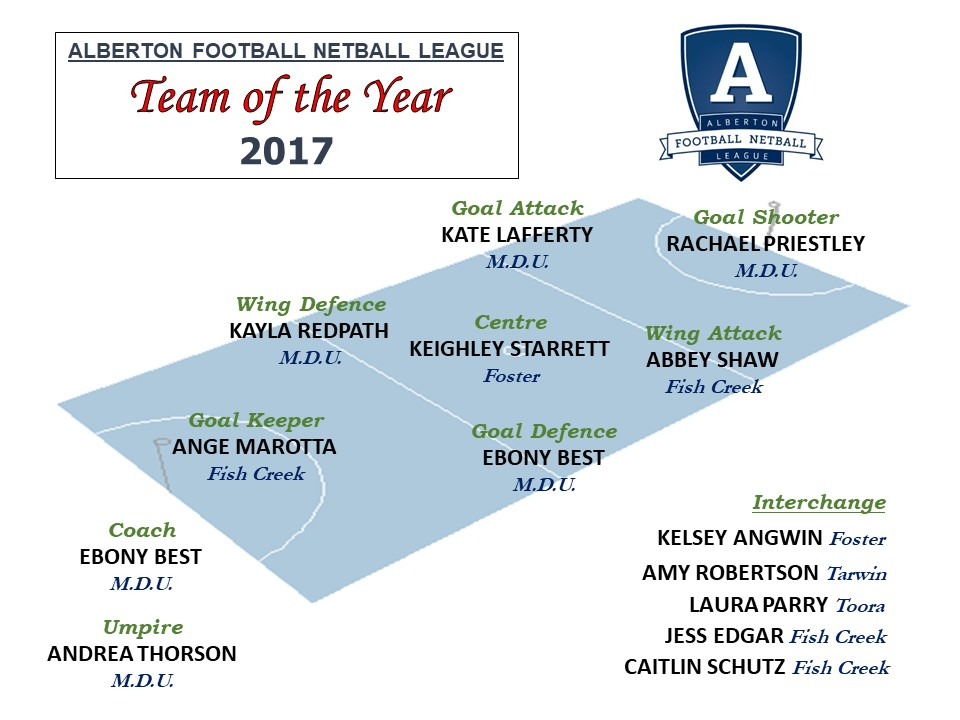 ALBERTON FOOTBALL NETBALL LEAGUE
Team of the Year
2017
A
ALBERTON
FOOTBALL NETBALL
LEAGUE
Goal Attack
KATE LAFFERTY
M.D.U.
Goal Shooter
RACHAEL PRIESTLEY
M.D.U.
Wing Defence
KAYLA REDPATH
M.D.U.
Centre
KEIGHLEY STARRETT
Foster
Wing Attack
ABBEY SHAW
Fish Creek
Goal Keeper
ANGE MAROTTA
Fish Creek
Goal Defence
EBONY BEST
M.D.U.
Coach
EBONY BEST
M.D.U.
Umpire
ANDREA THORSON
M.D.U.
Interchange
KELSEY ANGWIN Foster
AMY ROBERTSON Tarwin
LAURA PARRY Toora
JESS EDGAR Fish Creek
CAITLIN SCHUTZ Fish Creek